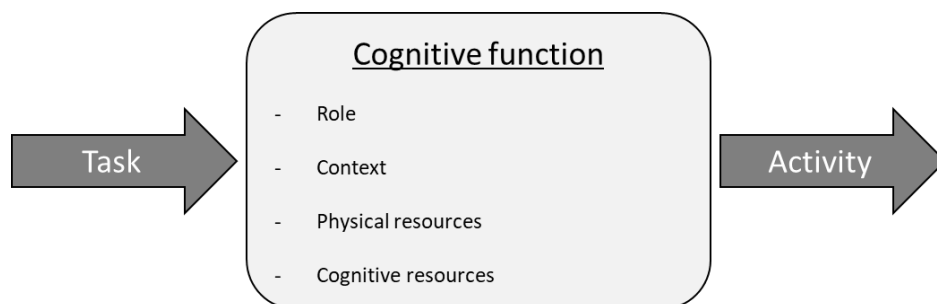 Cognitive function
- Role
Task
- Context
Activity
- Physical resources
- Cognitive resources